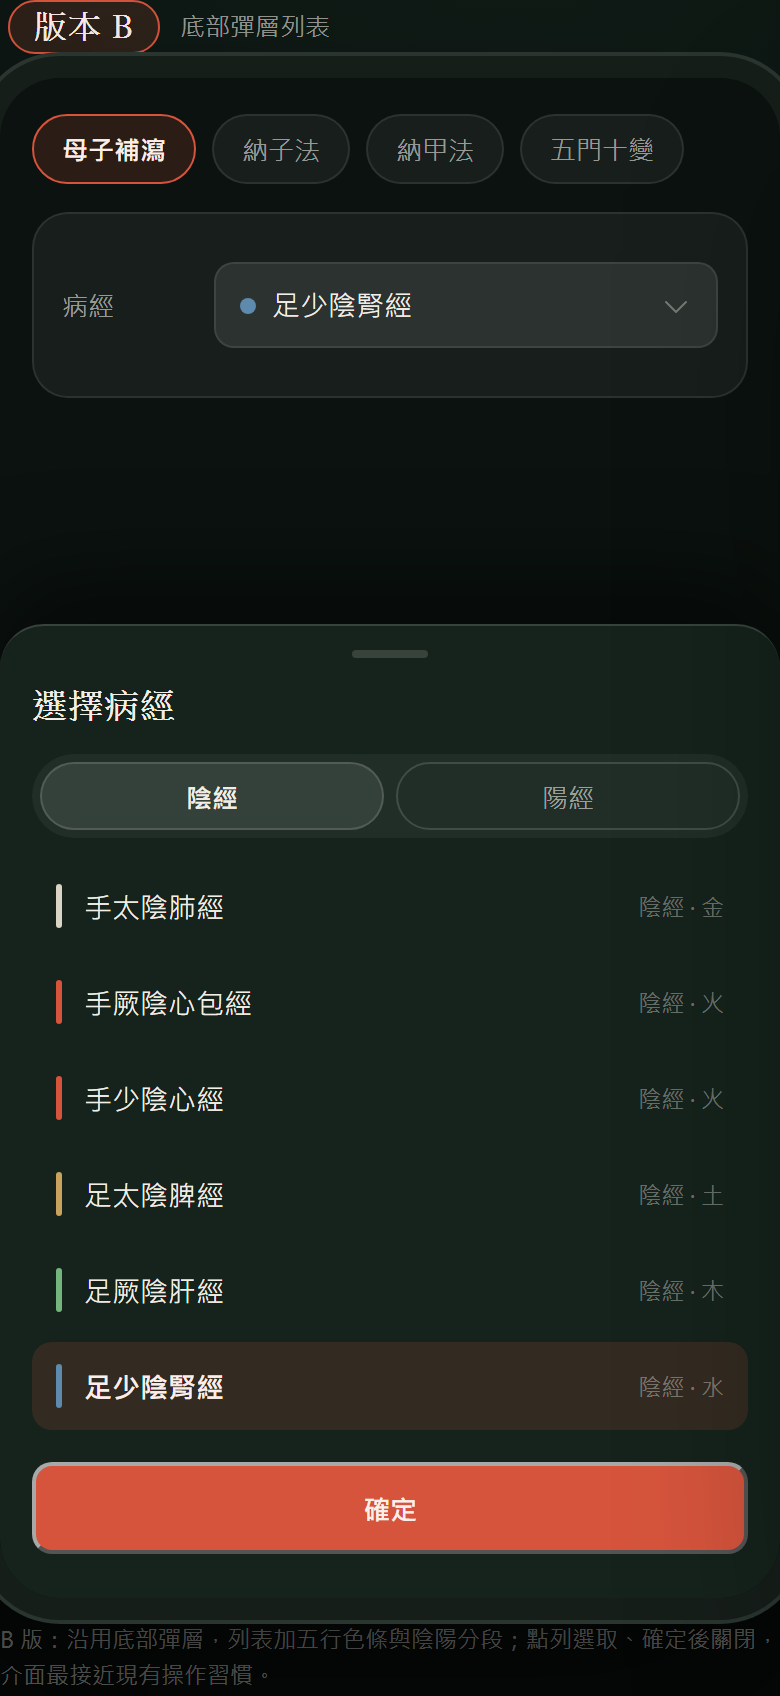 版本 B 底部彈層列表
母子補瀉 納子法 納甲法 五門十變
病經 足少陰腎經
選擇病經
陰經 陽經
手太陰肺經 陰經 · 金
手厥陰心包經 陰經 · 火
手少陰心經 陰經 · 火
足太陰脾經 陰經 · 土
足厥陰肝經 陰經 · 木
足少陰腎經 陰經 · 水
確定
B 版：沿用底部彈層，列表加五行色條與陰陽分段；點列選取、確定後關閉，
介面最接近現有操作習慣。